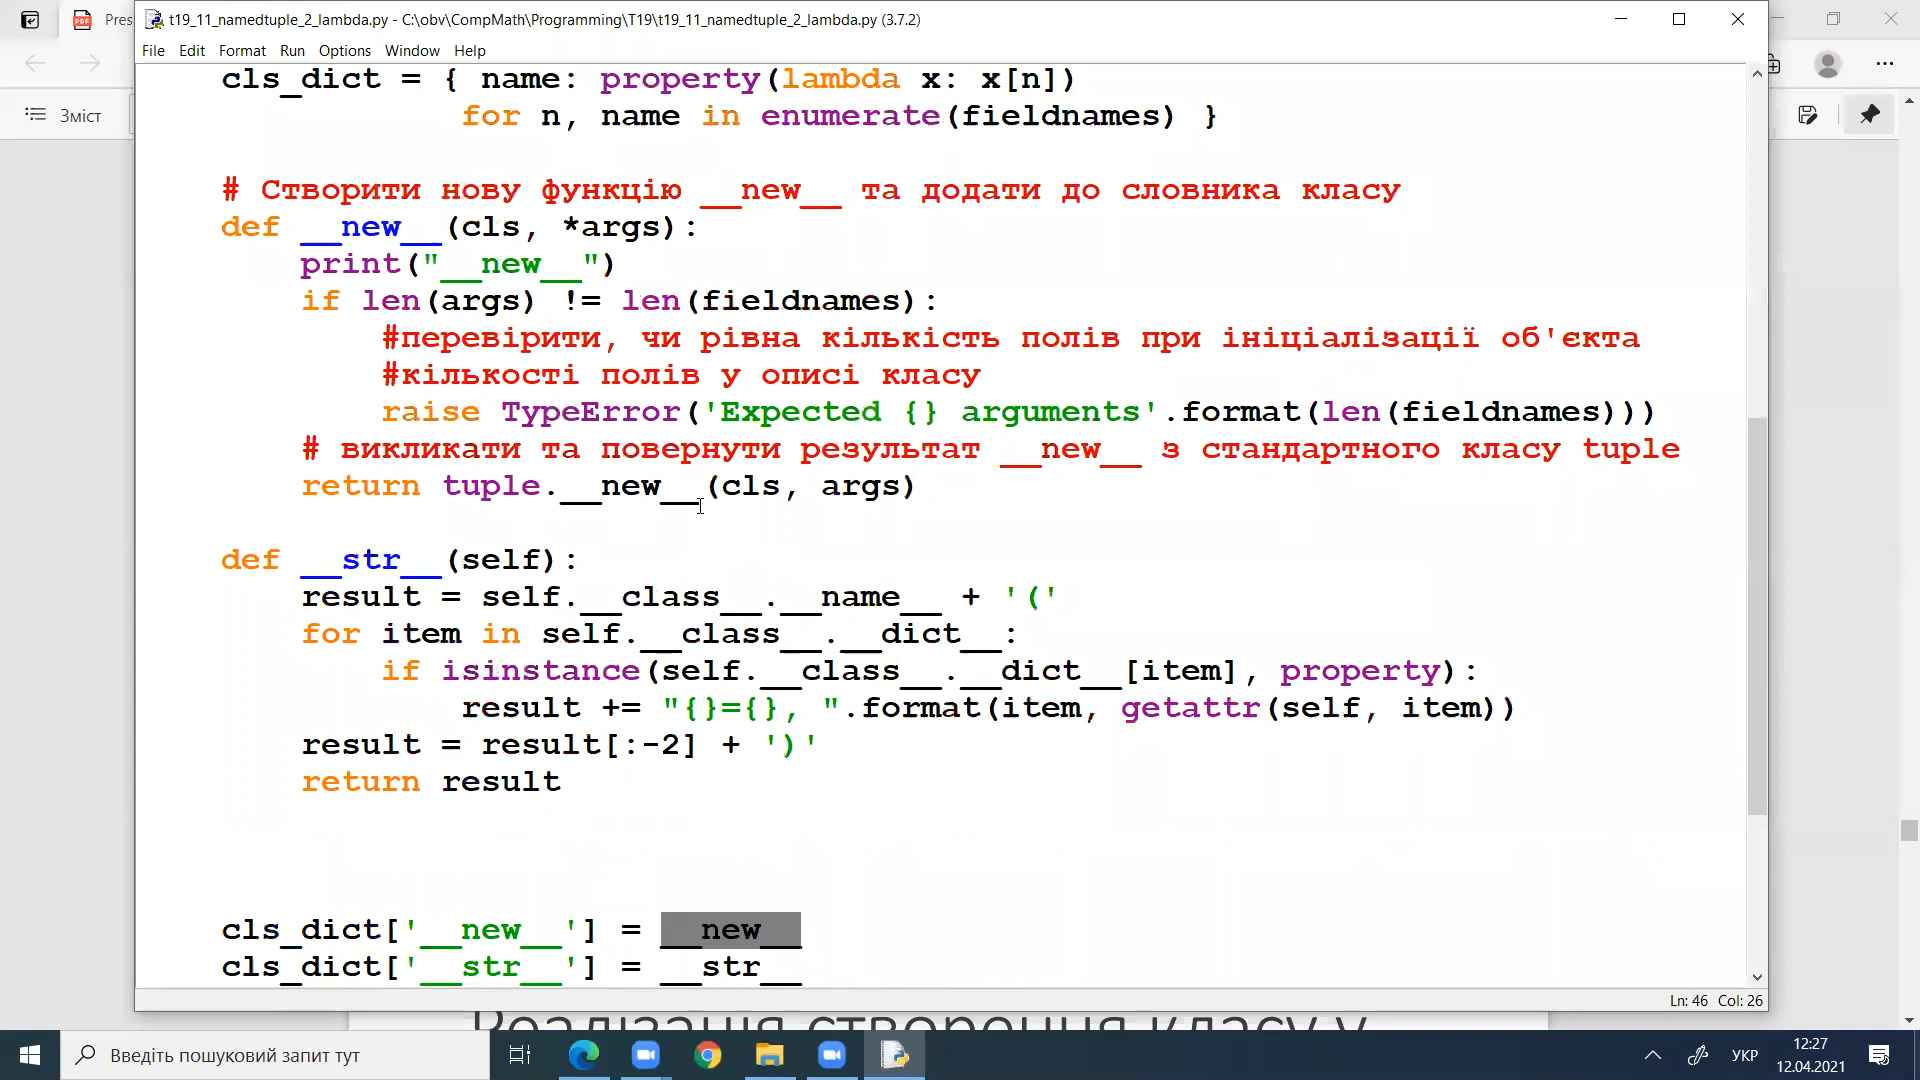 t19_11_namedtuple_2_lambda.py - C:\obv\CompMath\Programming\T19\t19_11_namedtuple_2_lambda.py (3.7.2)
Pres
File Edit Format Run Options Window Help
Зміст
cls_dict = { name: property(lambda x: x[n])
for n, name in enumerate(fieldnames) }
# Створити нову функцію __new__ та додати до словника класу
def __new__(cls, *args):
print("__new__")
if len(args) != len(fieldnames):
#перевірити, чи рівна кількість полів при ініціалізації об'єкта
#кількості полів у описі класу
raise TypeError('Expected {} arguments'.format(len(fieldnames)))
# викликати та повернути результат __new__ з стандартного класу tuple
return tuple.__new__(cls, args)
def __str__(self):
result = self.__class__.__name__ + '('
for item in self.__class__.__dict__:
if isinstance(self.__class__.__dict__[item], property):
result += "{}={}, ".format(item, getattr(self, item))
result = result[:-2] + ')'
return result
cls_dict['__new__'] = __new__
cls_dict['__str__'] = __str__
Ln: 46 Col: 26
Реалізація створення класу у
Введіть пошуковий запит тут
УКР
12:27
12.04.2021